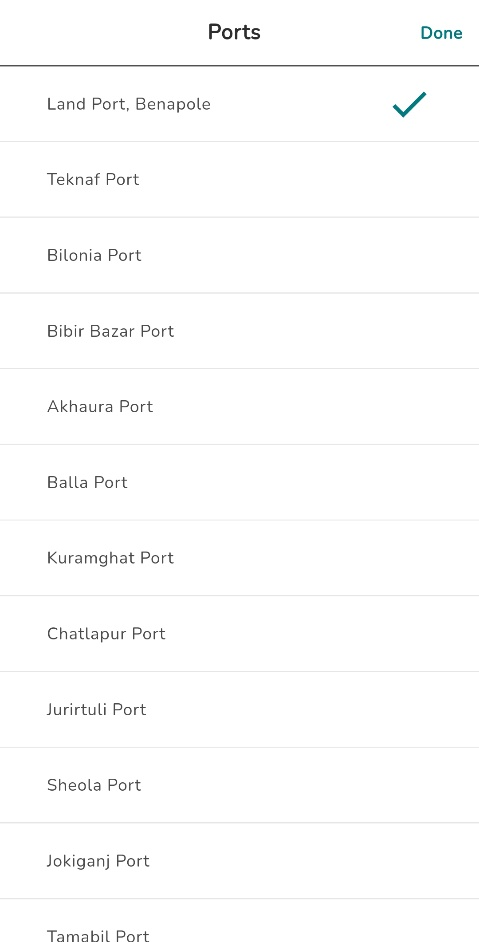 Ports
Done
Land Port, Benapole
Teknaf Port
Bilonia Port
Bibir Bazar Port
Akhaura Port
Balla Port
Kuramghat Port
Chatlapur Port
Jurirtuli Port
Sheola Port
Jokiganj Port
Tamabil Port